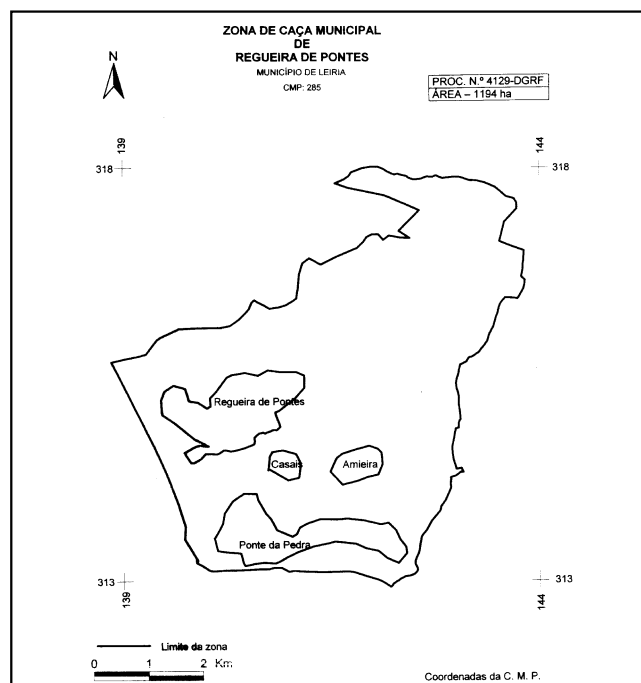 ZONA DE CAÇA MUNICIPAL
DE
REGUEIRA DE PONTES
MUNICÍPIO DE LEIRIA
CMP: 285
N
PROC. N.º 4129-DGRF
ÁREA – 1194 ha
139
144
318
318
Regueira de Pontes
Casais
Amieira
Ponte da Pedra
313
313
139
144
Limite da zona
0 1 2 Km
Coordenadas da C. M. P.